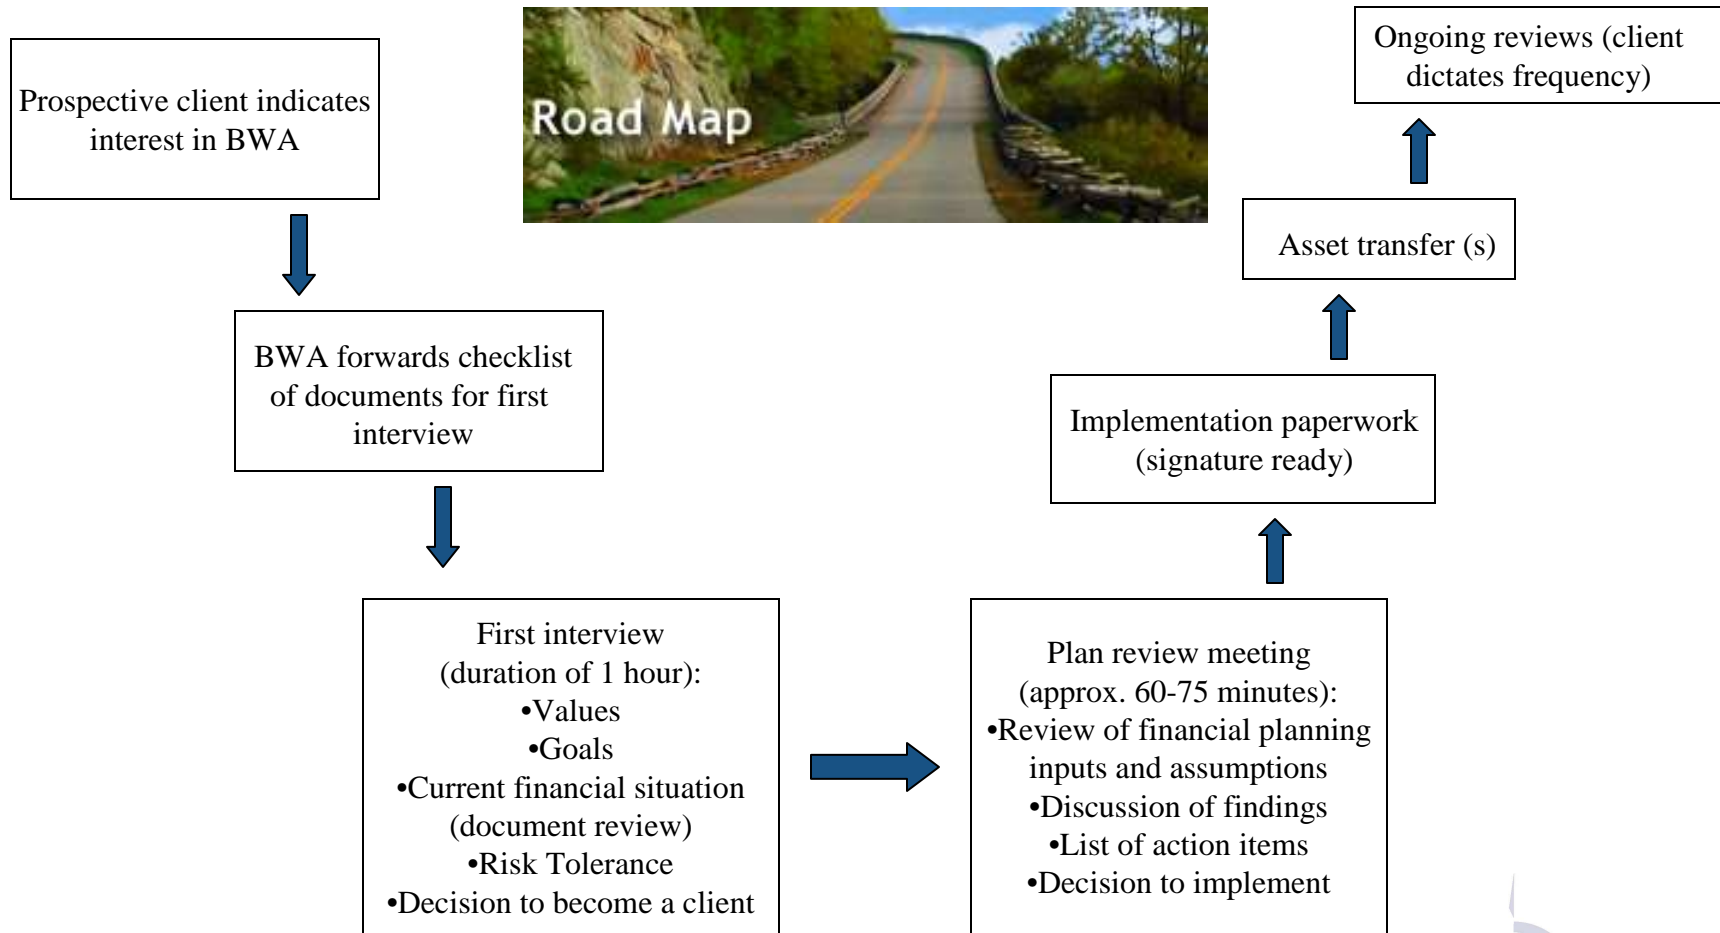 Prospective client indicates
interest in BWA
Road Map
BWA forwards checklist
of documents for first
interview
First interview
(duration of 1 hour):
•Values
•Goals
•Current financial situation
(document review)
•Risk Tolerance
•Decision to become a client
Plan review meeting
(approx. 60-75 minutes):
•Review of financial planning
inputs and assumptions
•Discussion of findings
•List of action items
•Decision to implement
Implementation paperwork
(signature ready)
Asset transfer (s)
Ongoing reviews (client
dictates frequency)